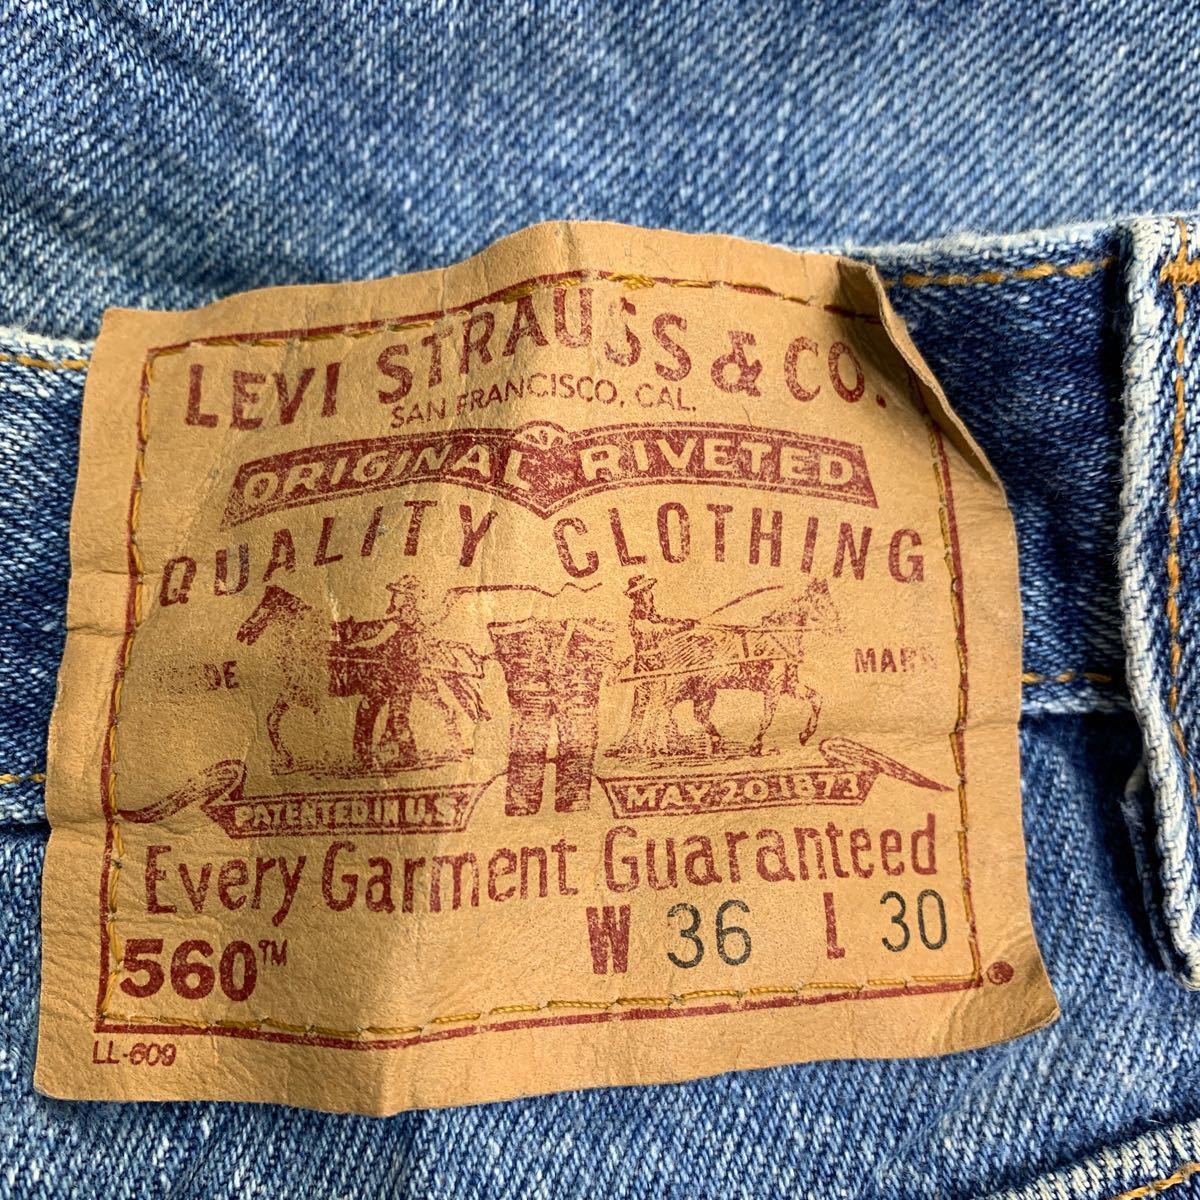 LEVI STRAUSS & CO.
SAN FRANCISCO, CAL.
ORIGINAL RIVETED
QUALITY CLOTHING
MARK
PATENTED IN U.S.
MAY 20 1873
Every Garment Guaranteed
560™ W 36 L 30
®
LL-609